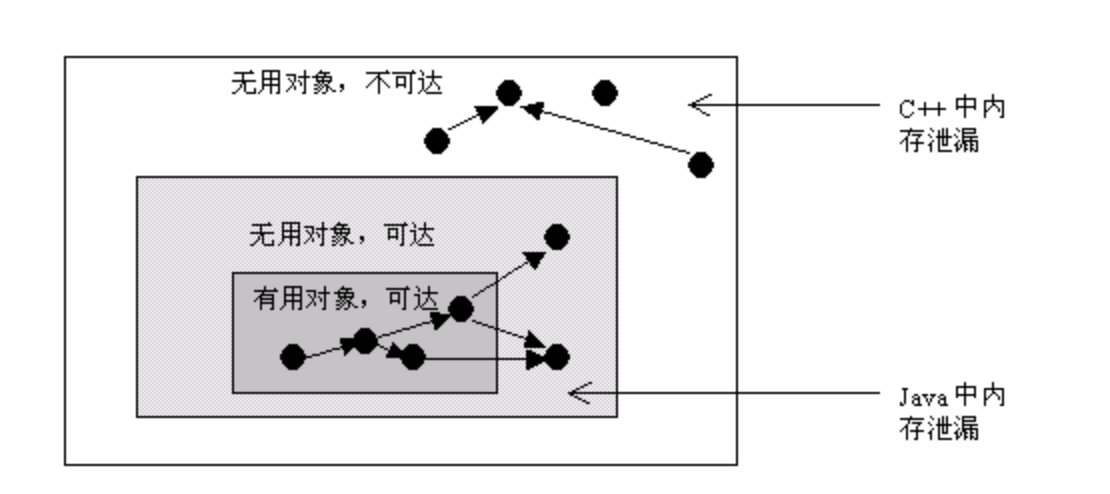 无用对象，不可达
C++ 中内
存泄漏
无用对象，可达
有用对象，可达
Java 中内
存泄漏